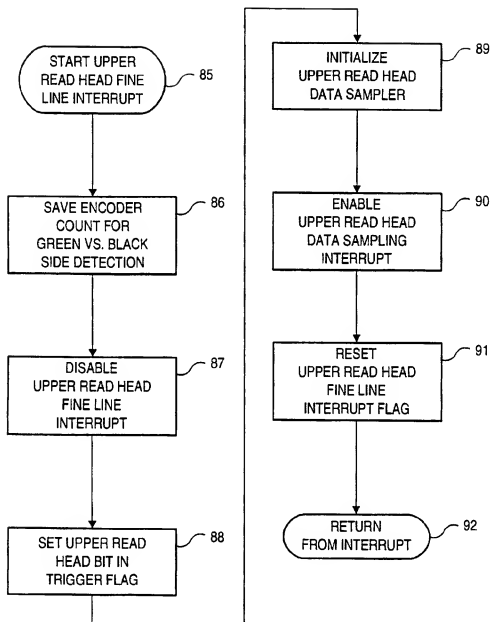 START UPPER
READ HEAD FINE
LINE INTERRUPT
85
SAVE ENCODER
COUNT FOR
GREEN VS. BLACK
SIDE DETECTION
86
DISABLE
UPPER READ HEAD
FINE LINE
INTERRUPT
87
SET UPPER READ
HEAD BIT IN
TRIGGER FLAG
88
INITIALIZE
UPPER READ HEAD
DATA SAMPLER
89
ENABLE
UPPER READ HEAD
DATA SAMPLING
INTERRUPT
90
RESET
UPPER READ HEAD
FINE LINE
INTERRUPT FLAG
91
RETURN
FROM INTERRUPT
92